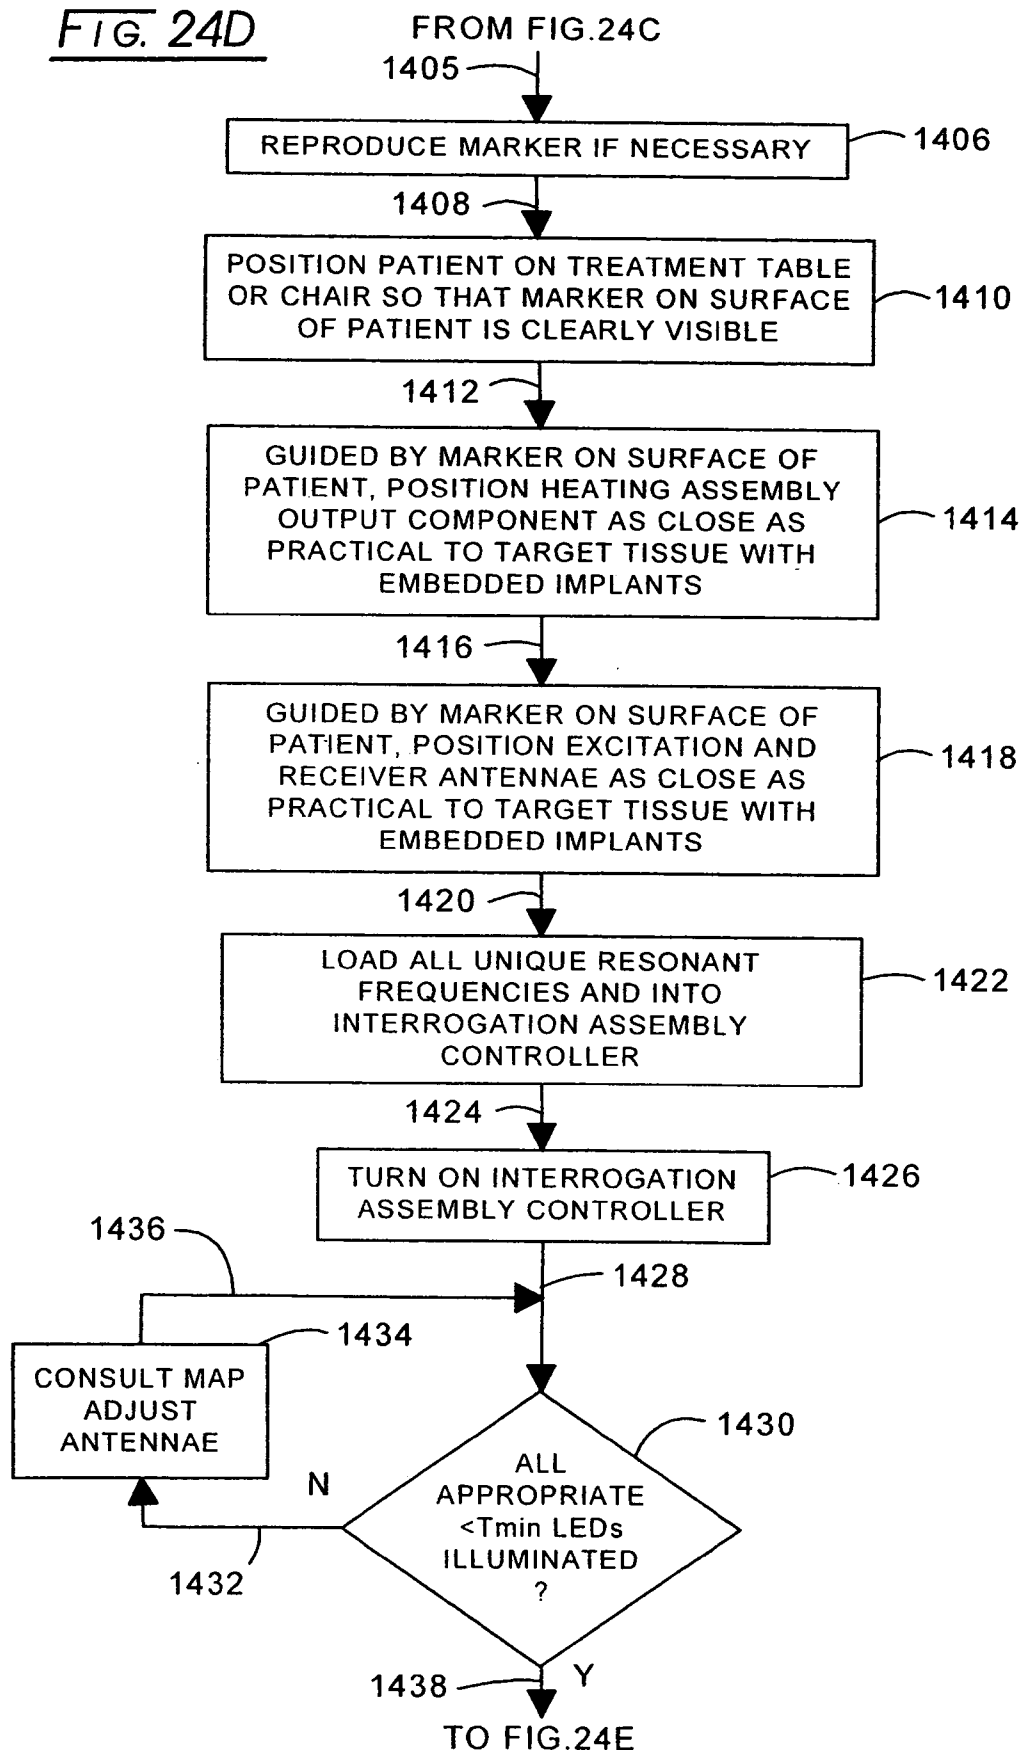 FIG. 24D
FROM FIG.24C
1405
REPRODUCE MARKER IF NECESSARY
1406
1408
POSITION PATIENT ON TREATMENT TABLE
OR CHAIR SO THAT MARKER ON SURFACE
OF PATIENT IS CLEARLY VISIBLE
1410
1412
GUIDED BY MARKER ON SURFACE OF
PATIENT, POSITION HEATING ASSEMBLY
OUTPUT COMPONENT AS CLOSE AS
PRACTICAL TO TARGET TISSUE WITH
EMBEDDED IMPLANTS
1414
1416
GUIDED BY MARKER ON SURFACE OF
PATIENT, POSITION EXCITATION AND
RECEIVER ANTENNAE AS CLOSE AS
PRACTICAL TO TARGET TISSUE WITH
EMBEDDED IMPLANTS
1418
1420
LOAD ALL UNIQUE RESONANT
FREQUENCIES AND INTO
INTERROGATION ASSEMBLY
CONTROLLER
1422
1424
TURN ON INTERROGATION
ASSEMBLY CONTROLLER
1426
1436
1428
1434
CONSULT MAP
ADJUST
ANTENNAE
1430
N
ALL
APPROPRIATE
<Tmin LEDs
ILLUMINATED
?
1432
1438
Y
TO FIG.24E